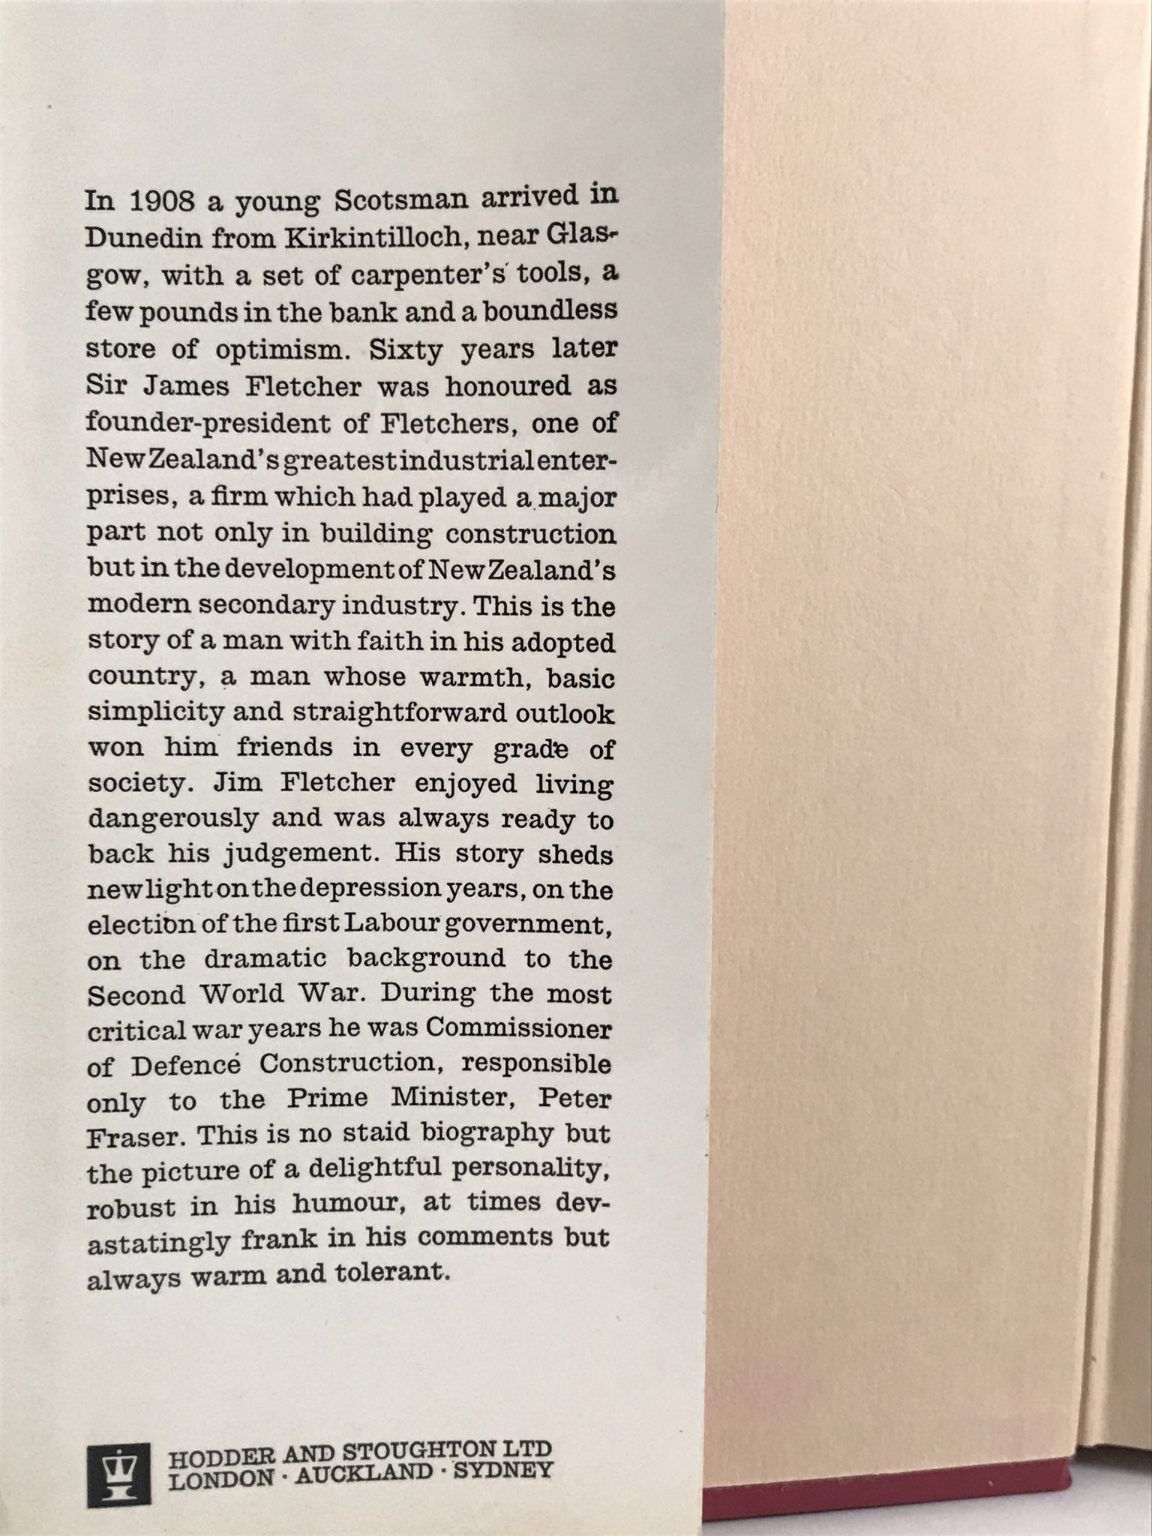 In 1908 a young Scotsman arrived in
Dunedin from Kirkintilloch, near Glas-
gow, with a set of carpenter's tools, a
few pounds in the bank and a boundless
store of optimism. Sixty years later
Sir James Fletcher was honoured as
founder-president of Fletchers, one of
New Zealand's greatest industrial enter-
prises, a firm which had played a major
part not only in building construction
but in the development of New Zealand's
modern secondary industry. This is the
story of a man with faith in his adopted
country, a man whose warmth, basic
simplicity and straightforward outlook
won him friends in every grade of
society. Jim Fletcher enjoyed living
dangerously and was always ready to
back his judgement. His story sheds
new light on the depression years, on the
election of the first Labour government,
on the dramatic background to the
Second World War. During the most
critical war years he was Commissioner
of Defence Construction, responsible
only to the Prime Minister, Peter
Fraser. This is no staid biography but
the picture of a delightful personality,
robust in his humour, at times dev-
astatingly frank in his comments but
always warm and tolerant.
HODDER AND STOUGHTON LTD
LONDON · AUCKLAND · SYDNEY